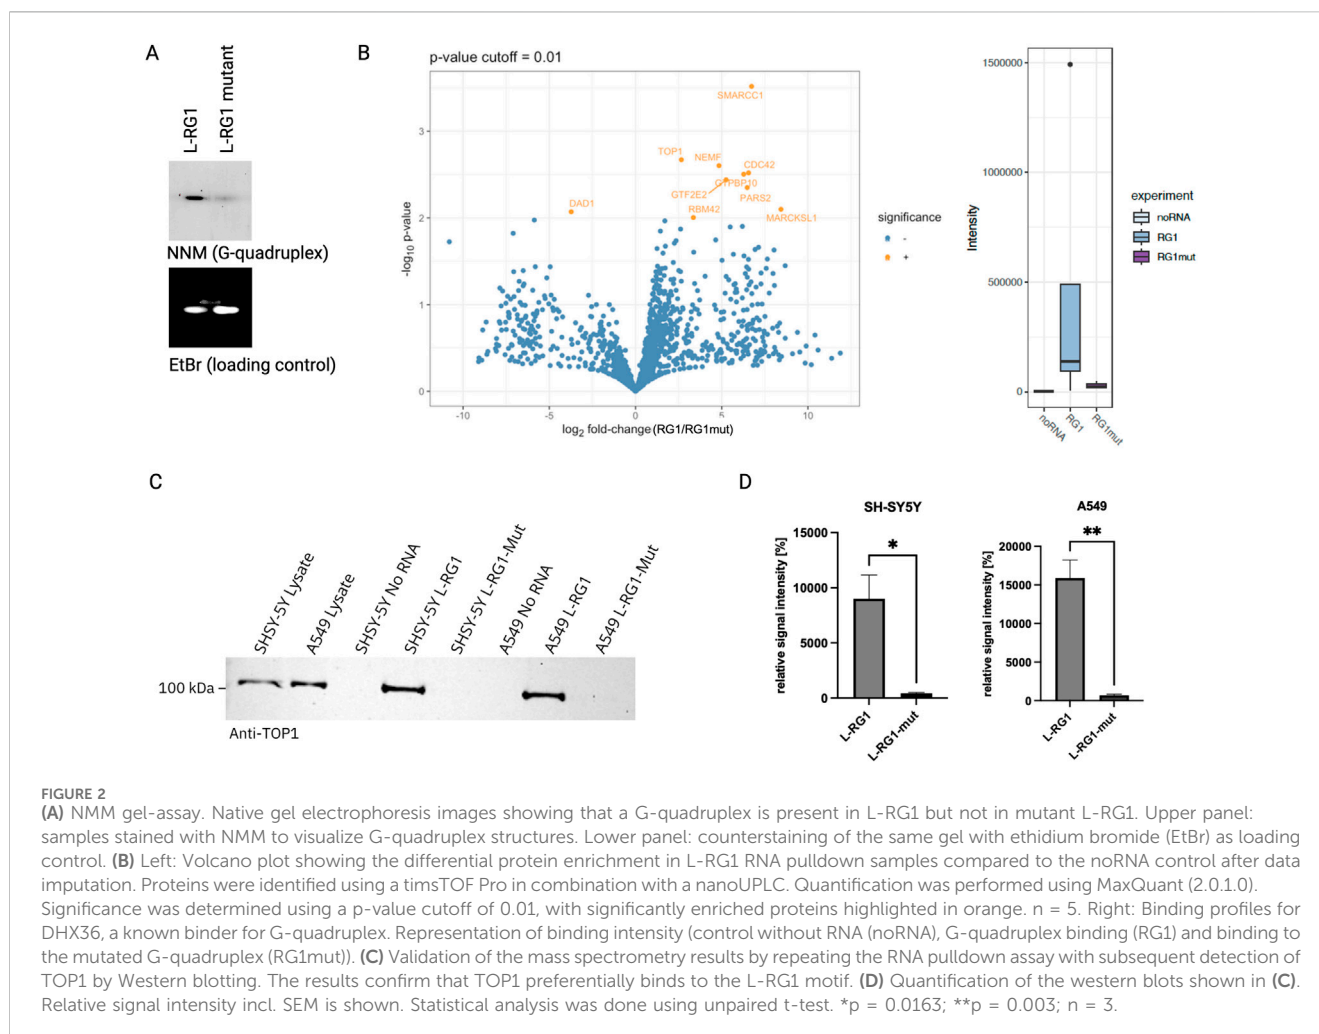 A
L-RG1
L-RG1 mutant
NNM (G-quadruplex)
EtBr (loading control)
B
p-value cutoff = 0.01
-log10 p-value
3
2
1
0
-10
-5
0
5
10
log2 fold-change (RG1/RG1mut)
SMARCC1
TOP1
NEMF
CDC42
GTPBP10
GTF2E2
PARS2
DAD1
RBM42
MARCKSL1
significance
-
+
Intensity
1500000
1000000
500000
0
noRNA
RG1
RG1mut
experiment
noRNA
RG1
RG1mut
C
SHSY-5Y Lysate
A549 Lysate
SHSY-5Y No RNA
SHSY-5Y L-RG1
SHSY-5Y L-RG1-Mut
A549 No RNA
A549 L-RG1
A549 L-RG1-Mut
100 kDa
Anti-TOP1
D
SH-SY5Y
relative signal intensity [%]
15000
10000
5000
0
*
L-RG1
L-RG1-mut
A549
relative signal intensity [%]
20000
15000
10000
5000
0
**
L-RG1
L-RG1-mut
FIGURE 2
(A) NMM gel-assay. Native gel electrophoresis images showing that a G-quadruplex is present in L-RG1 but not in mutant L-RG1. Upper panel:
samples stained with NMM to visualize G-quadruplex structures. Lower panel: counterstaining of the same gel with ethidium bromide (EtBr) as loading
control. (B) Left: Volcano plot showing the differential protein enrichment in L-RG1 RNA pulldown samples compared to the noRNA control after data
imputation. Proteins were identified using a timsTOF Pro in combination with a nanoUPLC. Quantification was performed using MaxQuant (2.0.1.0).
Significance was determined using a p-value cutoff of 0.01, with significantly enriched proteins highlighted in orange. n = 5. Right: Binding profiles for
DHX36, a known binder for G-quadruplex. Representation of binding intensity (control without RNA (noRNA), G-quadruplex binding (RG1) and binding to
the mutated G-quadruplex (RG1mut)). (C) Validation of the mass spectrometry results by repeating the RNA pulldown assay with subsequent detection of
TOP1 by Western blotting. The results confirm that TOP1 preferentially binds to the L-RG1 motif. (D) Quantification of the western blots shown in (C).
Relative signal intensity incl. SEM is shown. Statistical analysis was done using unpaired t-test. *p = 0.0163; **p = 0.003; n = 3.